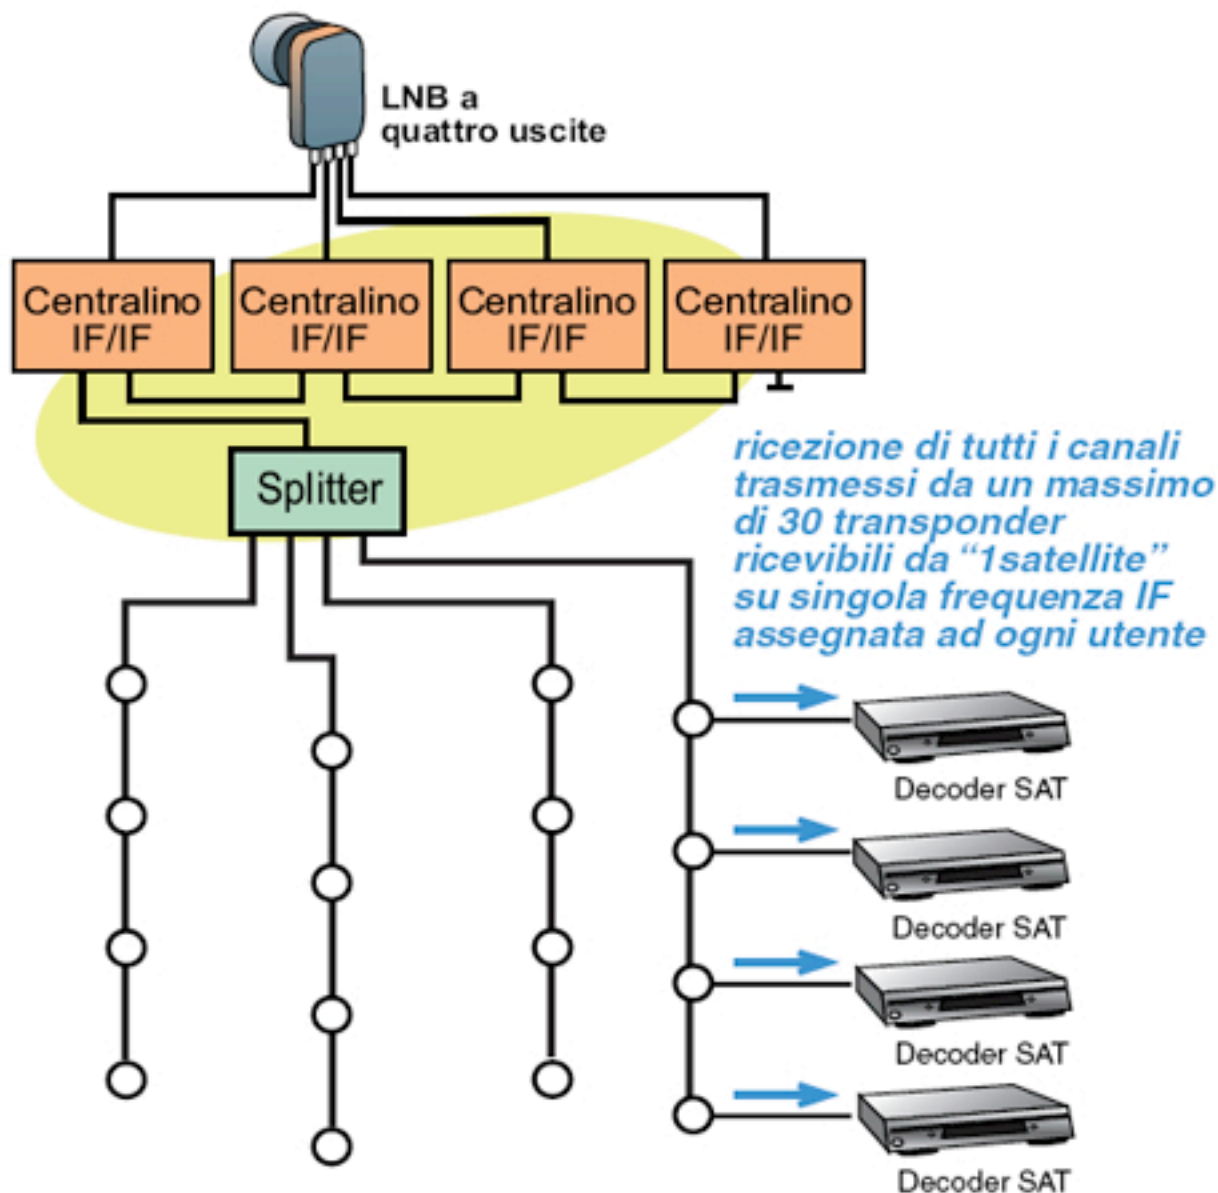 LNB a
quattro uscite
Centralino
IF/IF
Centralino
IF/IF
Centralino
IF/IF
Centralino
IF/IF
Splitter
ricezione di tutti i canali
trasmessi da un massimo
di 30 transponder
ricevibili da “1satellite”
su singola frequenza IF
assegnata ad ogni utente
Decoder SAT
Decoder SAT
Decoder SAT
Decoder SAT